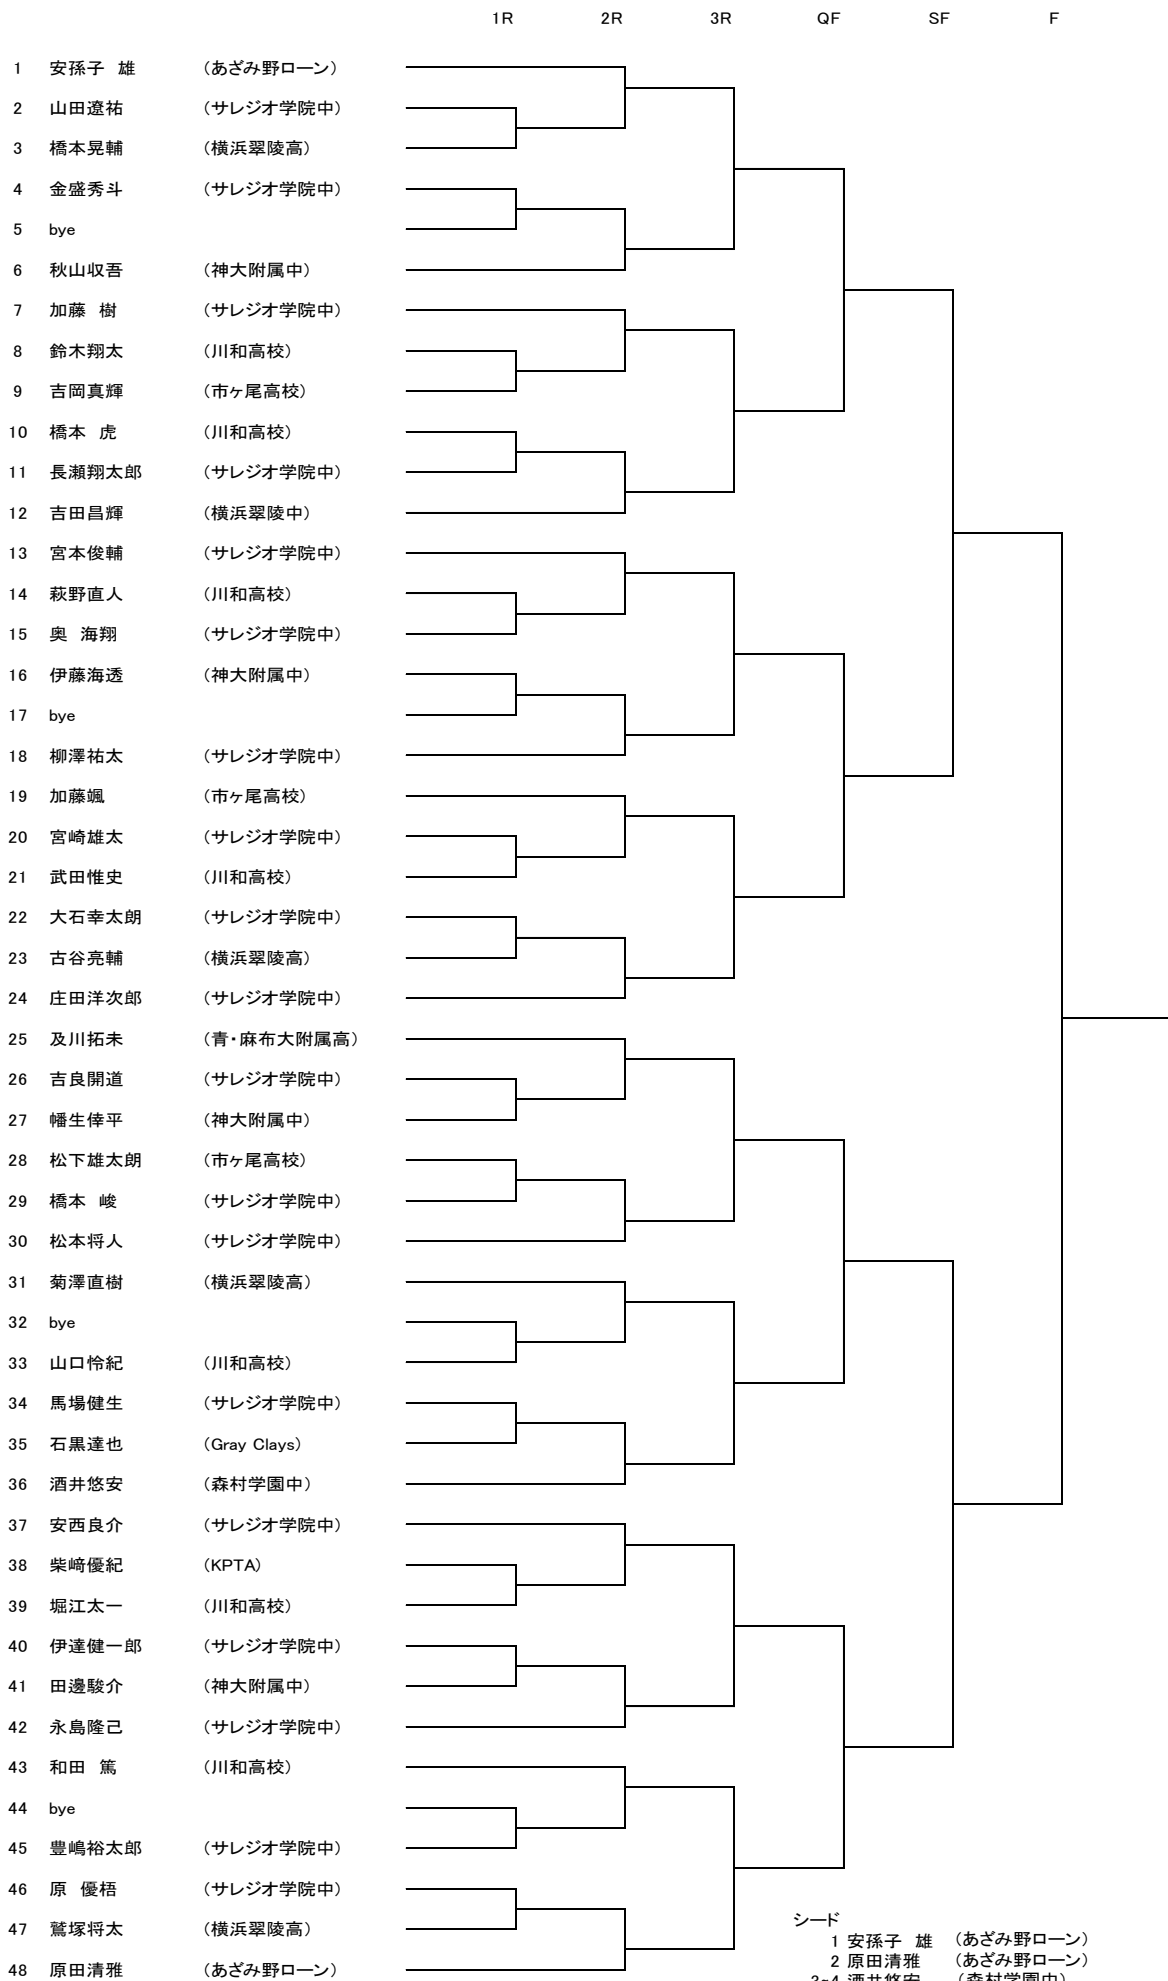 1R 2R 3R QF SF F
1 安孫子 雄 (あざみ野ローン)
2 山田遼祐 (サレジオ学院中)
3 橋本晃輔 (横浜翠陵高)
4 金盛秀斗 (サレジオ学院中)
5 bye
6 秋山収吾 (神大附属中)
7 加藤 樹 (サレジオ学院中)
8 鈴木翔太 (川和高校)
9 吉岡真輝 (市ヶ尾高校)
10 橋本 虎 (川和高校)
11 長瀬翔太郎 (サレジオ学院中)
12 吉田昌輝 (横浜翠陵中)
13 宮本俊輔 (サレジオ学院中)
14 萩野直人 (川和高校)
15 奥 海翔 (サレジオ学院中)
16 伊藤海透 (神大附属中)
17 bye
18 柳澤祐太 (サレジオ学院中)
19 加藤颯 (市ヶ尾高校)
20 宮崎雄太 (サレジオ学院中)
21 武田惟史 (川和高校)
22 大石幸太朗 (サレジオ学院中)
23 古谷亮輔 (横浜翠陵高)
24 庄田洋次郎 (サレジオ学院中)
25 及川拓未 (青・麻布大附属高)
26 吉良開道 (サレジオ学院中)
27 幡生倖平 (神大附属中)
28 松下雄太朗 (市ヶ尾高校)
29 橋本 峻 (サレジオ学院中)
30 松本将人 (サレジオ学院中)
31 菊澤直樹 (横浜翠陵高)
32 bye
33 山口怜紀 (川和高校)
34 馬場健生 (サレジオ学院中)
35 石黒達也 (Gray Clays)
36 酒井悠安 (森村学園中)
37 安西良介 (サレジオ学院中)
38 柴﨑優紀 (KPTA)
39 堀江太一 (川和高校)
40 伊達健一郎 (サレジオ学院中)
41 田邊駿介 (神大附属中)
42 永島隆己 (サレジオ学院中)
43 和田 篤 (川和高校)
44 bye
45 豊嶋裕太郎 (サレジオ学院中)
46 原 優梧 (サレジオ学院中)
47 鷲塚将太 (横浜翠陵高)
48 原田清雅 (あざみ野ローン)
シード
1 安孫子 雄 (あざみ野ローン)
2 原田清雅 (あざみ野ローン)
3-4 酒井悠安 (森村学園中)